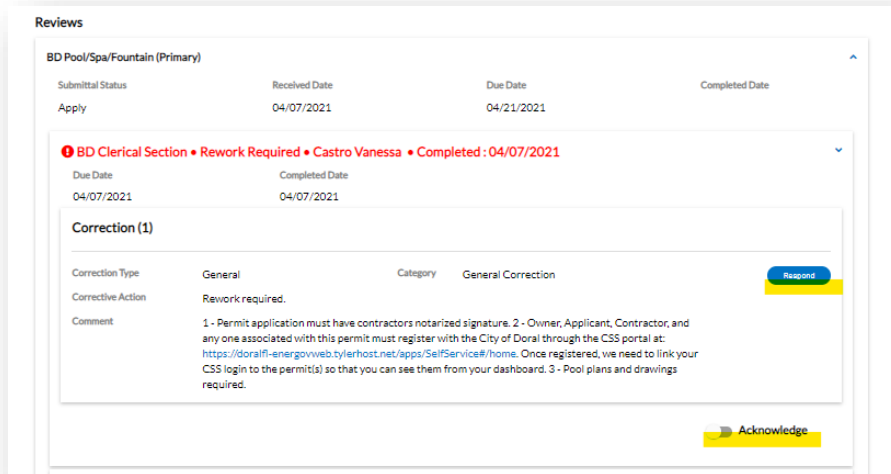 Reviews
BD Pool/Spa/Fountain (Primary)
Submittal Status Received Date Due Date Completed Date
Apply 04/07/2021 04/21/2021
BD Clerical Section • Rework Required • Castro Vanessa • Completed : 04/07/2021
Due Date Completed Date
04/07/2021 04/07/2021
Correction (1)
Correction Type General Category General Correction Respond
Corrective Action Rework required.
Comment 1 - Permit application must have contractors notarized signature. 2 - Owner, Applicant, Contractor, and
any one associated with this permit must register with the City of Doral through the CSS portal at:
https://doralfl-energovweb.tylerhost.net/apps/SelfService#/home. Once registered, we need to link your
CSS login to the permit(s) so that you can see them from your dashboard. 3 - Pool plans and drawings
required.
Acknowledge